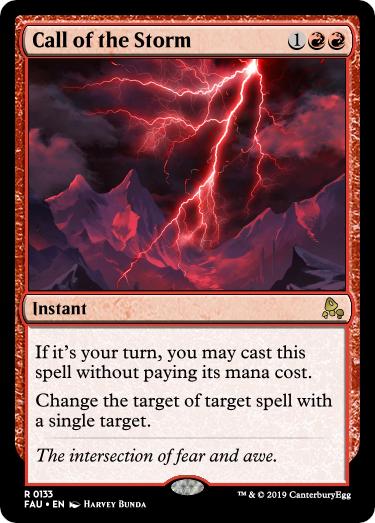 Call of the Storm 1
Instant
If it's your turn, you may cast this
spell without paying its mana cost.
Change the target of target spell with
a single target.
The intersection of fear and awe.
R 0133
FAU • EN HARVEY BUNDA
™ & © 2019 CanterburyEgg